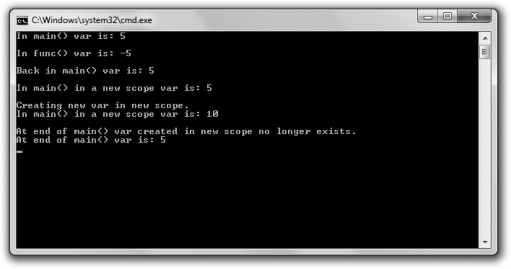 C:\Windows\system32\cmd.exe
In main() var is: 5
In func() var is: -5
Back in main() var is: 5
In main() in a new scope var is: 5
Creating new var in new scope.
In main() in a new scope var is: 10
At end of main() var created in new scope no longer exists.
At end of main() var is: 5